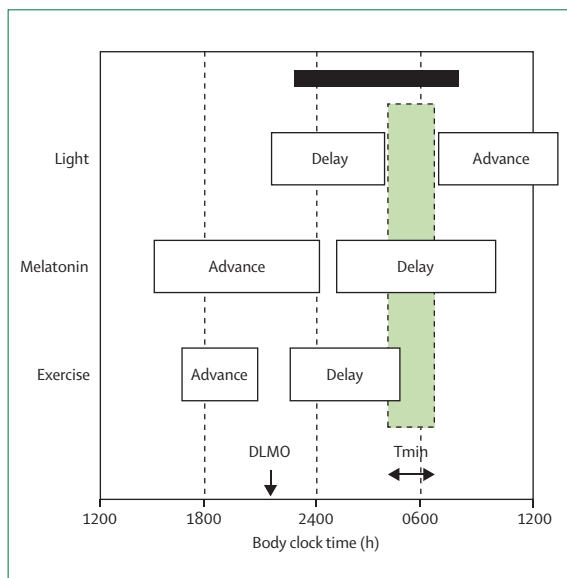 Light
Delay
Advance
Melatonin
Advance
Delay
Exercise
Advance
Delay
DLMO
Tmin
1200
1800
2400
0600
1200
Body clock time (h)